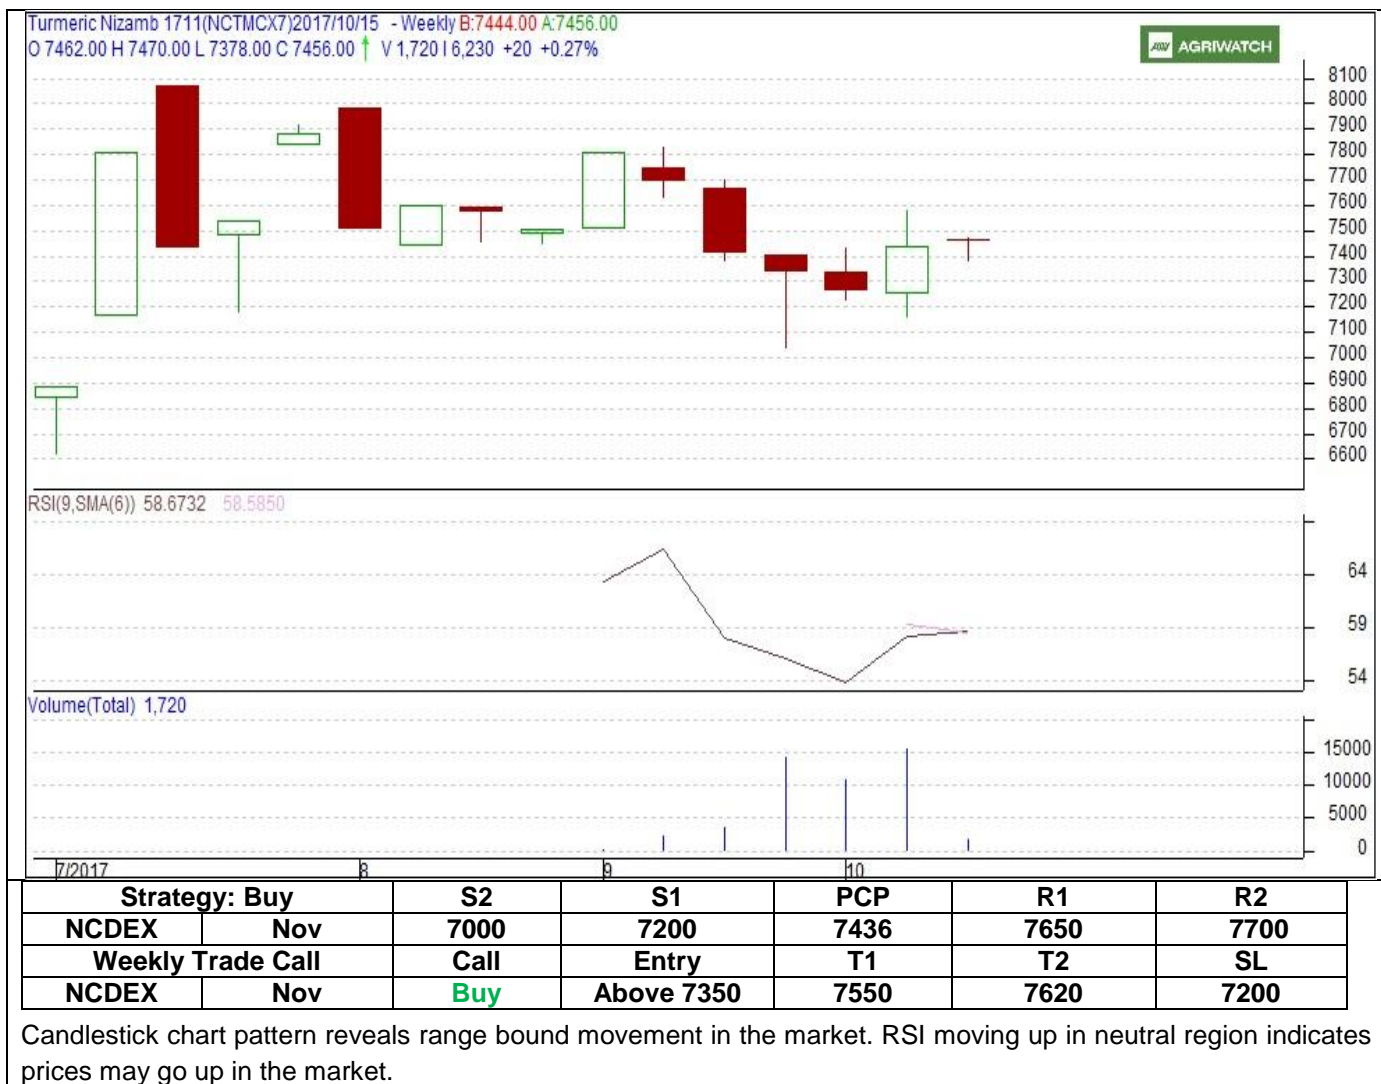 Turmeric Nizamb 1711(NCTMCX7)2017/10/15 - Weekly B:7444.00 A:7456.00
O 7462.00 H 7470.00 L 7378.00 C 7456.00 V 1,720 I 6,230 +20 +0.27%
AW AGRIWATCH
8100
8000
7900
7800
7700
7600
7500
7400
7300
7200
7100
7000
6900
6800
6700
6600
RSI(9,SMA(6)) 58.6732 58.5850
64
59
54
Volume(Total) 1,720
15000
10000
5000
0
7/2017 8 9 10
Strategy: Buy S2 S1 PCP R1 R2
NCDEX Nov 7000 7200 7436 7650 7700
Weekly Trade Call Call Entry T1 T2 SL
NCDEX Nov Buy Above 7350 7550 7620 7200
Candlestick chart pattern reveals range bound movement in the market. RSI moving up in neutral region indicates
prices may go up in the market.